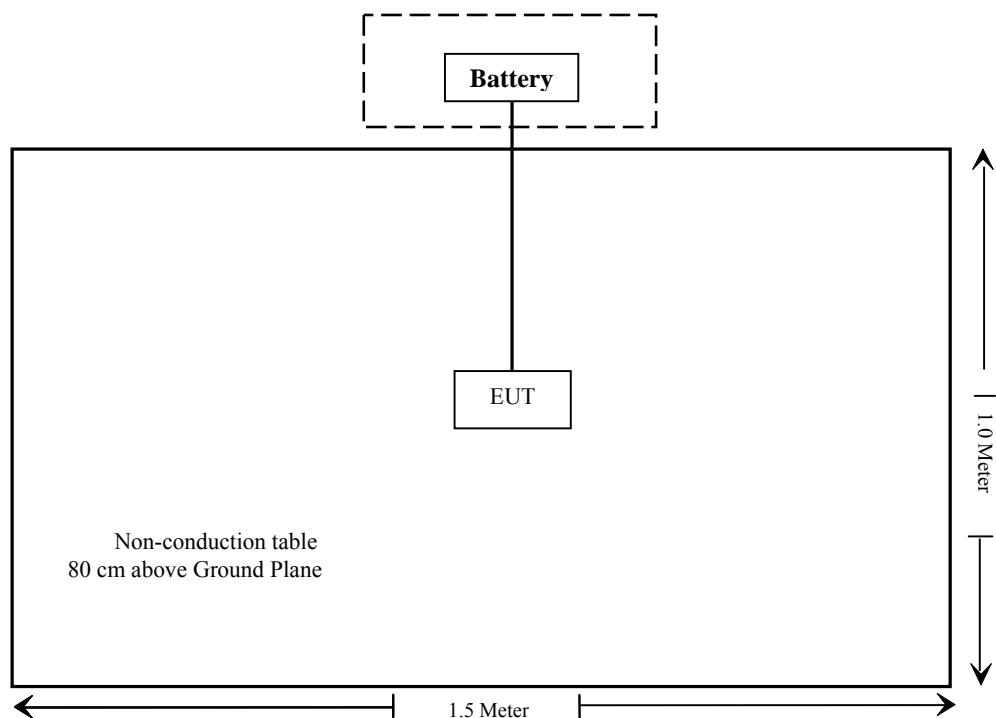 Battery
EUT
1.0 Meter
Non-conduction table
80 cm above Ground Plane
1.5 Meter